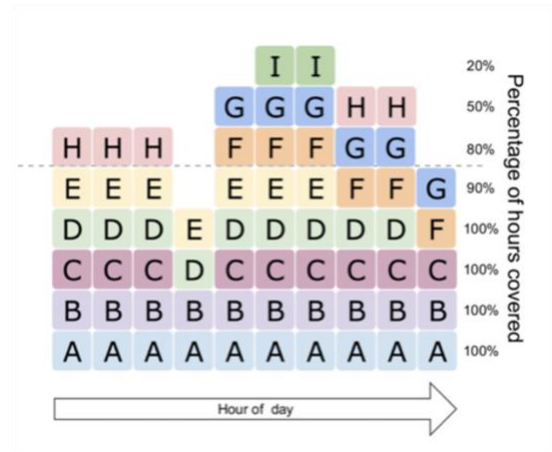 I I 20%
G G G H H 50%
H H H F F F G G 80%
E E E E E E F F G 90%
D D D E D D D D D F 100%
C C C D C C C C C C 100%
B B B B B B B B B B 100%
A A A A A A A A A A 100%
Percentage of hours covered
Hour of day